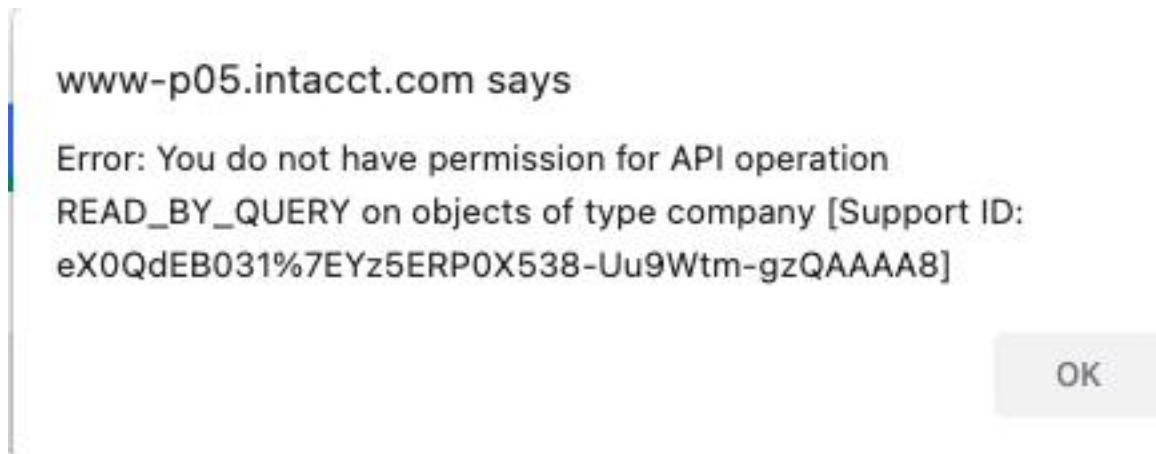 www-p05.intacct.com says
Error: You do not have permission for API operation
READ_BY_QUERY on objects of type company [Support ID:
eX0QdEB031%7EYz5ERP0X538-Uu9Wtm-gzQAAAA8]
OK